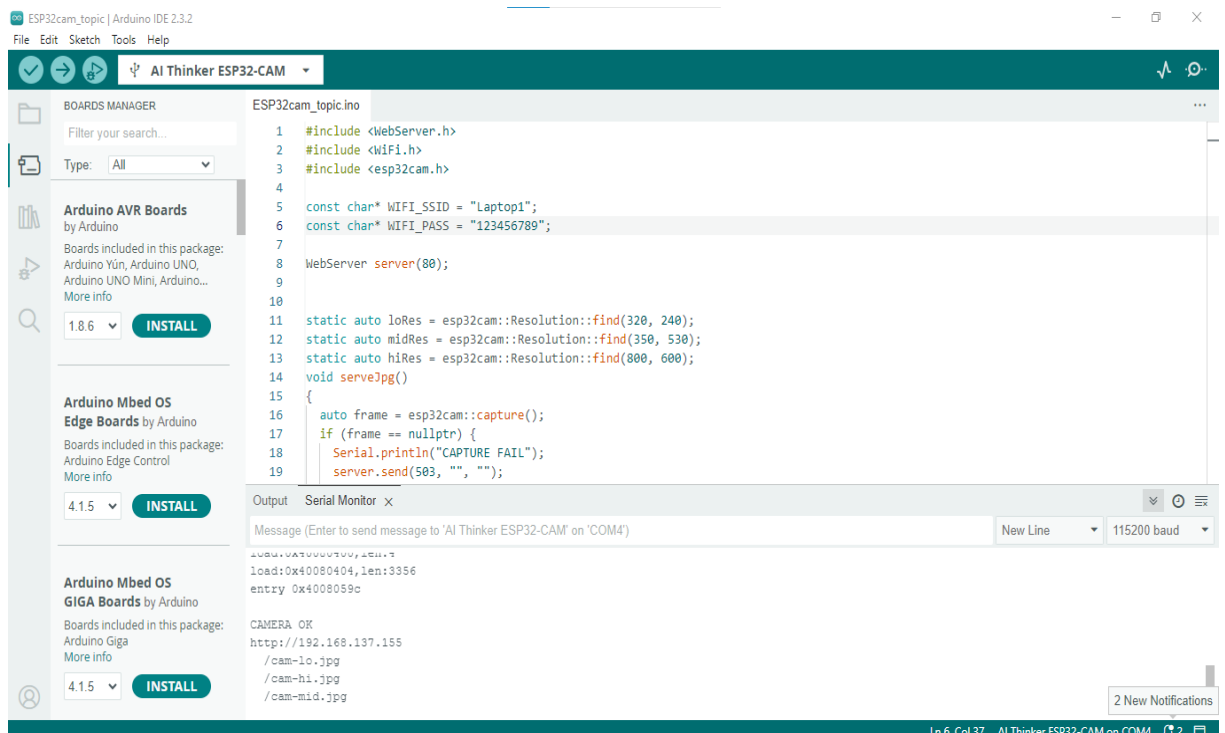 ESP32cam_topic | Arduino IDE 2.3.2
File Edit Sketch Tools Help
AI Thinker ESP32-CAM
BOARDS MANAGER
Filter your search...
Type: All
Arduino AVR Boards
by Arduino
Boards included in this package:
Arduino Yún, Arduino UNO,
Arduino UNO Mini, Arduino...
More info
1.8.6 INSTALL
Arduino Mbed OS
Edge Boards by Arduino
Boards included in this package:
Arduino Edge Control
More info
4.1.5 INSTALL
Arduino Mbed OS
GIGA Boards by Arduino
Boards included in this package:
Arduino Giga
More info
4.1.5 INSTALL
ESP32cam_topic.ino
1 #include <WebServer.h>
2 #include <WiFi.h>
3 #include <esp32cam.h>
4
5 const char* WIFI_SSID = "Laptop1";
6 const char* WIFI_PASS = "123456789";
7
8 WebServer server(80);
9
10
11 static auto loRes = esp32cam::Resolution::find(320, 240);
12 static auto midRes = esp32cam::Resolution::find(350, 530);
13 static auto hiRes = esp32cam::Resolution::find(800, 600);
14 void serveJpg()
15 {
16 auto frame = esp32cam::capture();
17 if (frame == nullptr) {
18 Serial.println("CAPTURE FAIL");
19 server.send(503, "", "");
Output Serial Monitor
Message (Enter to send message to 'AI Thinker ESP32-CAM' on 'COM4')
New Line 115200 baud
load:0x40080400,len:4
load:0x40080404,len:3356
entry 0x4008059c
CAMERA OK
http://192.168.137.155
/cam-lo.jpg
/cam-hi.jpg
/cam-mid.jpg
2 New Notifications
Ln 6, Col 37 AI Thinker ESP32-CAM on COM4 2